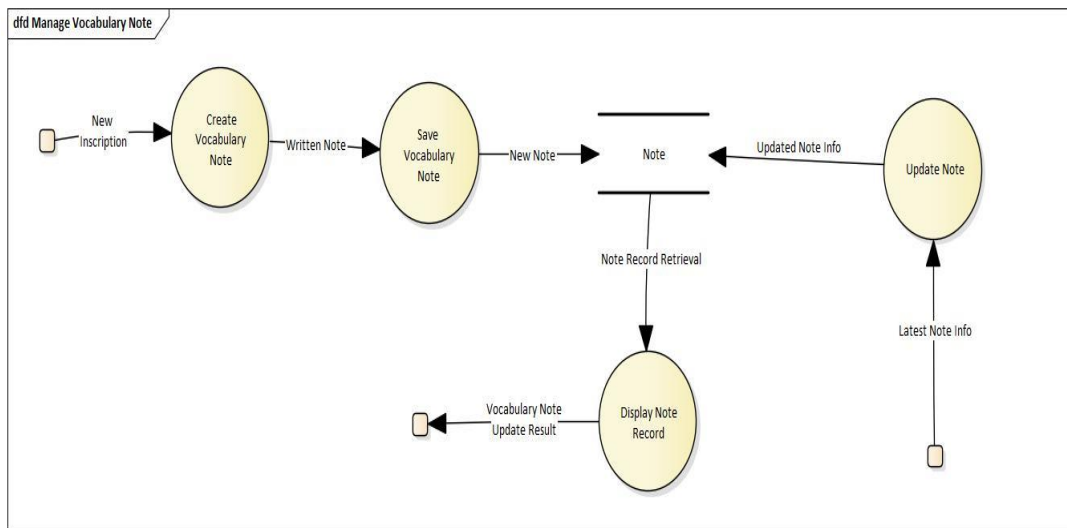 dfd Manage Vocabulary Note
New
Inscription
Create
Vocabulary
Note
Written Note
Save
Vocabulary
Note
New Note
Note
Updated Note Info
Update Note
Note Record Retrieval
Latest Note Info
Vocabulary Note
Update Result
Display Note
Record